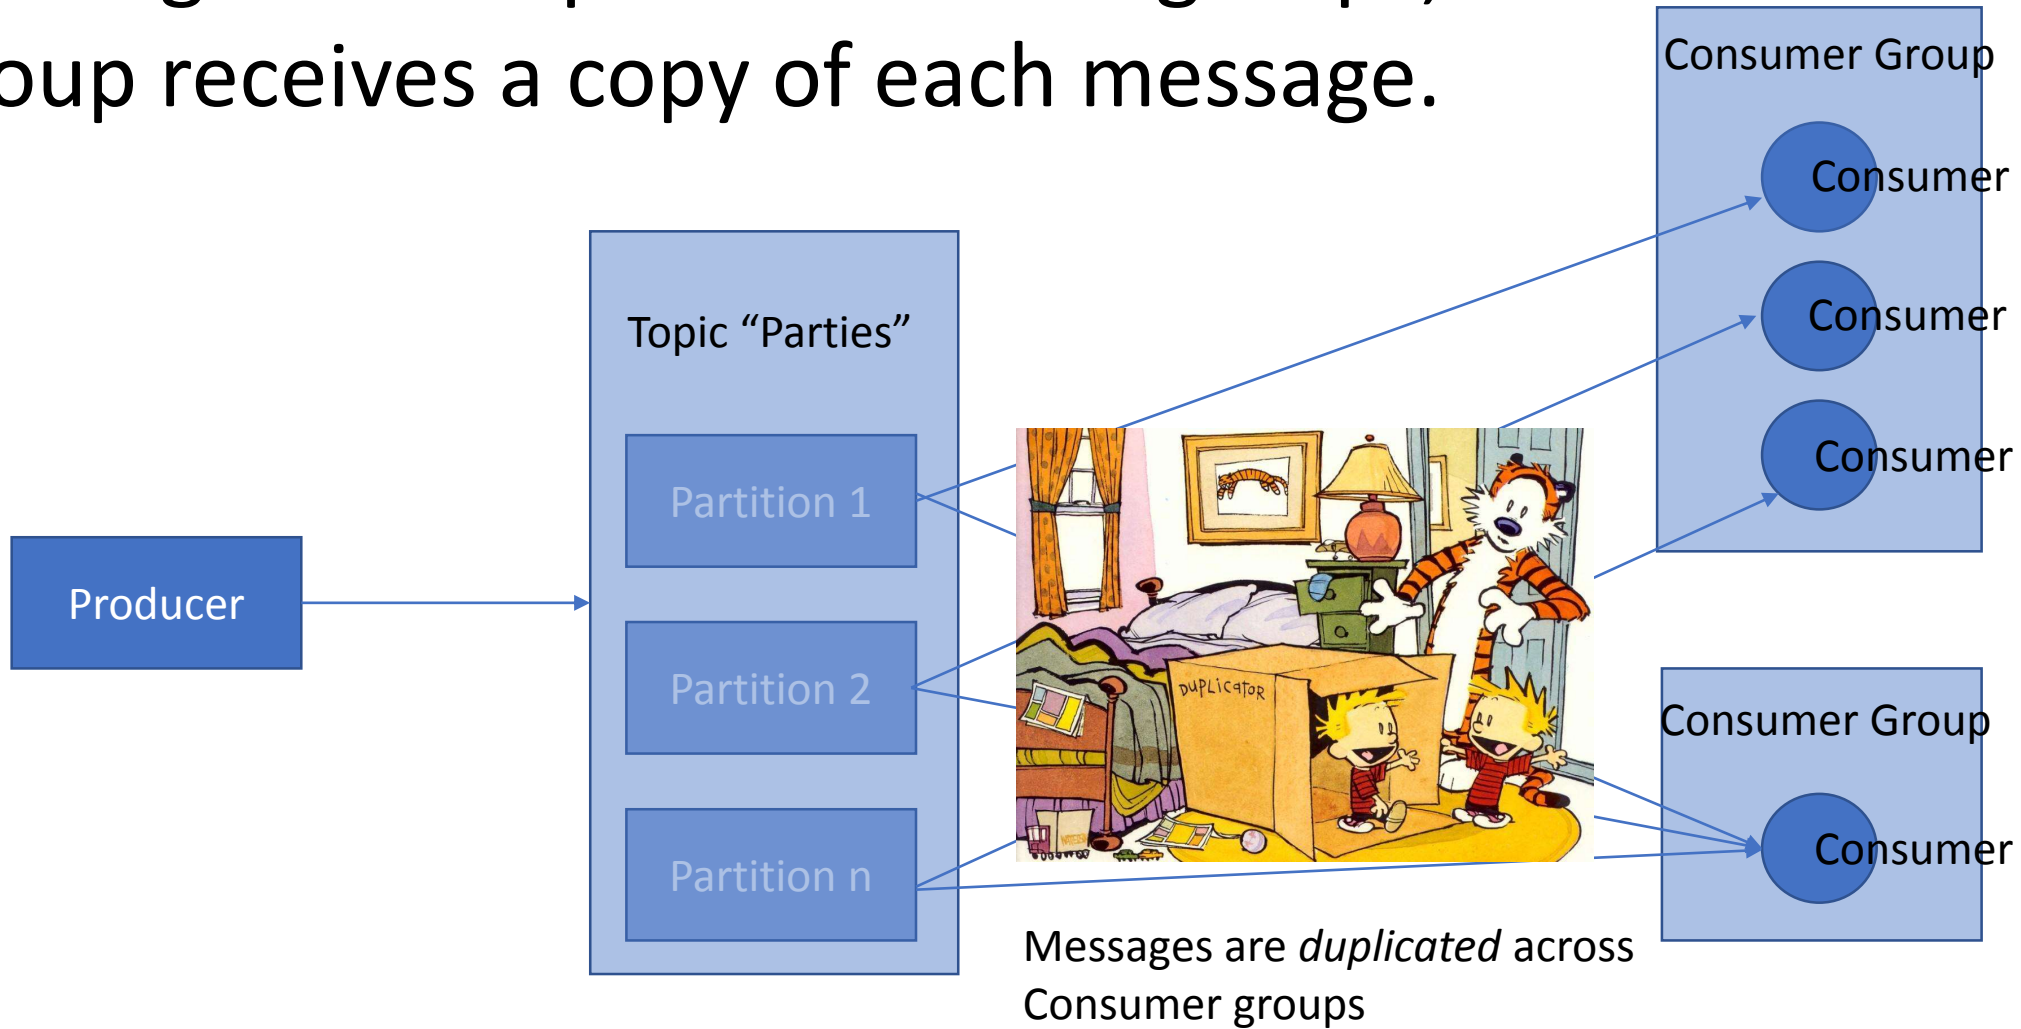 oup receives a copy of each message.
Consumer Group
Consumer
Consumer
Consumer
Topic “Parties”
Partition 1
Producer
Partition 2
Partition n
DUPLICATOR
Consumer Group
Consumer
Messages are duplicated across
Consumer groups